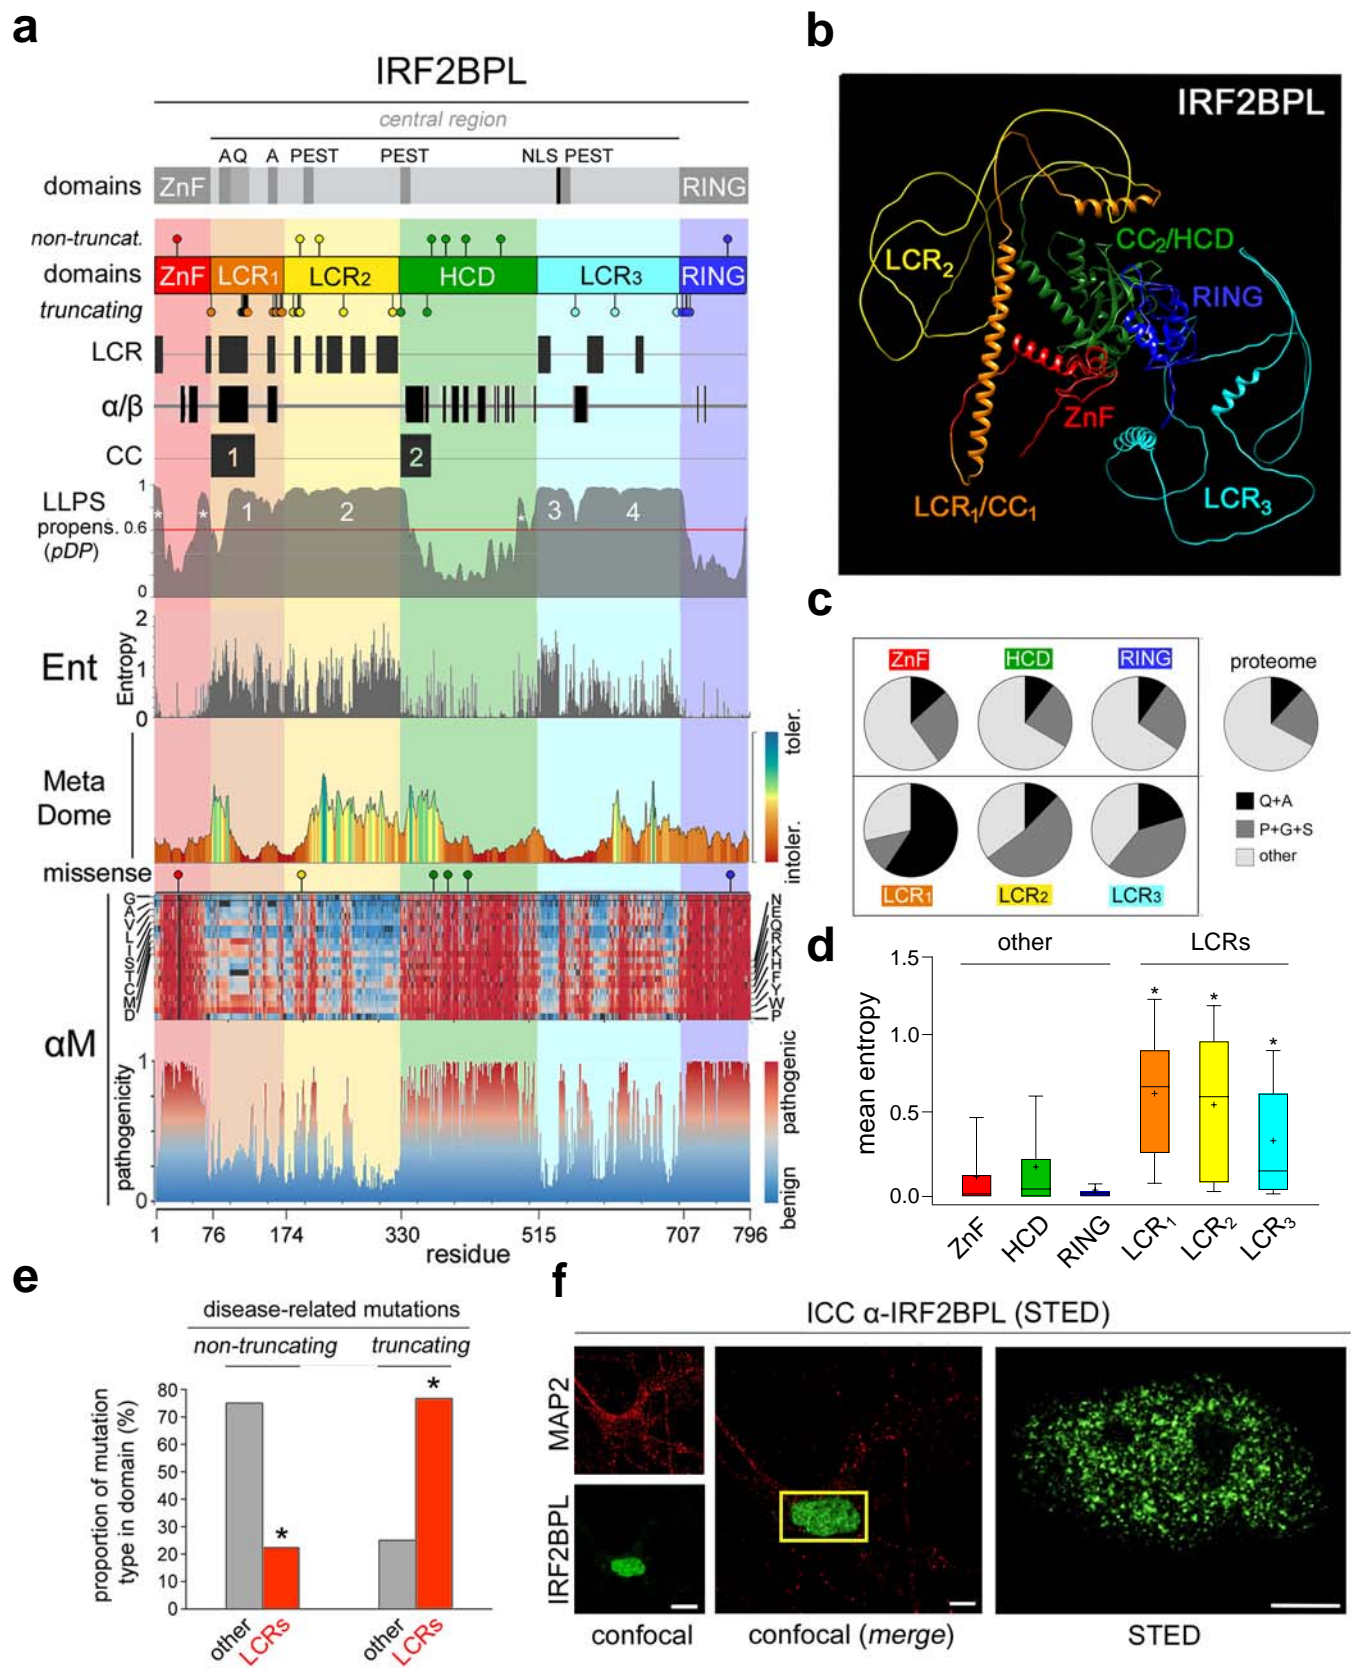 a
IRF2BPL
central region
AQ A PEST PEST NLS PEST
domains ZnF RING
non-truncat.
domains ZnF LCR1 LCR2 HCD LCR3 RING
truncating
LCR
α/β
CC 1 2
LLPS
propens.
(pDP)
1
0.6
0
* * 1 2 * 3 4
Ent
Entropy
2
1
0
Meta
Dome
toler.
intoler.
missense
αM
G
A
V
L
I
S
T
C
M
D
N
E
Q
R
K
H
F
Y
W
P
pathogenicity
1
0
pathogenic
benign
1 76 174 330 515 707 796
residue
b
IRF2BPL
LCR2
CC2/HCD
RING
ZnF
LCR1/CC1
LCR3
c
ZnF HCD RING proteome
LCR1 LCR2 LCR3
Q+A
P+G+S
other
d
other LCRs
mean entropy
1.5
1.0
0.5
0.0
* * *
ZnF HCD RING LCR1 LCR2 LCR3
e
disease-related mutations
non-truncating truncating
proportion of mutation
type in domain (%)
80
70
60
50
40
30
20
10
0
* *
other LCRs other LCRs
f
ICC α-IRF2BPL (STED)
MAP2
IRF2BPL
confocal confocal (merge) STED